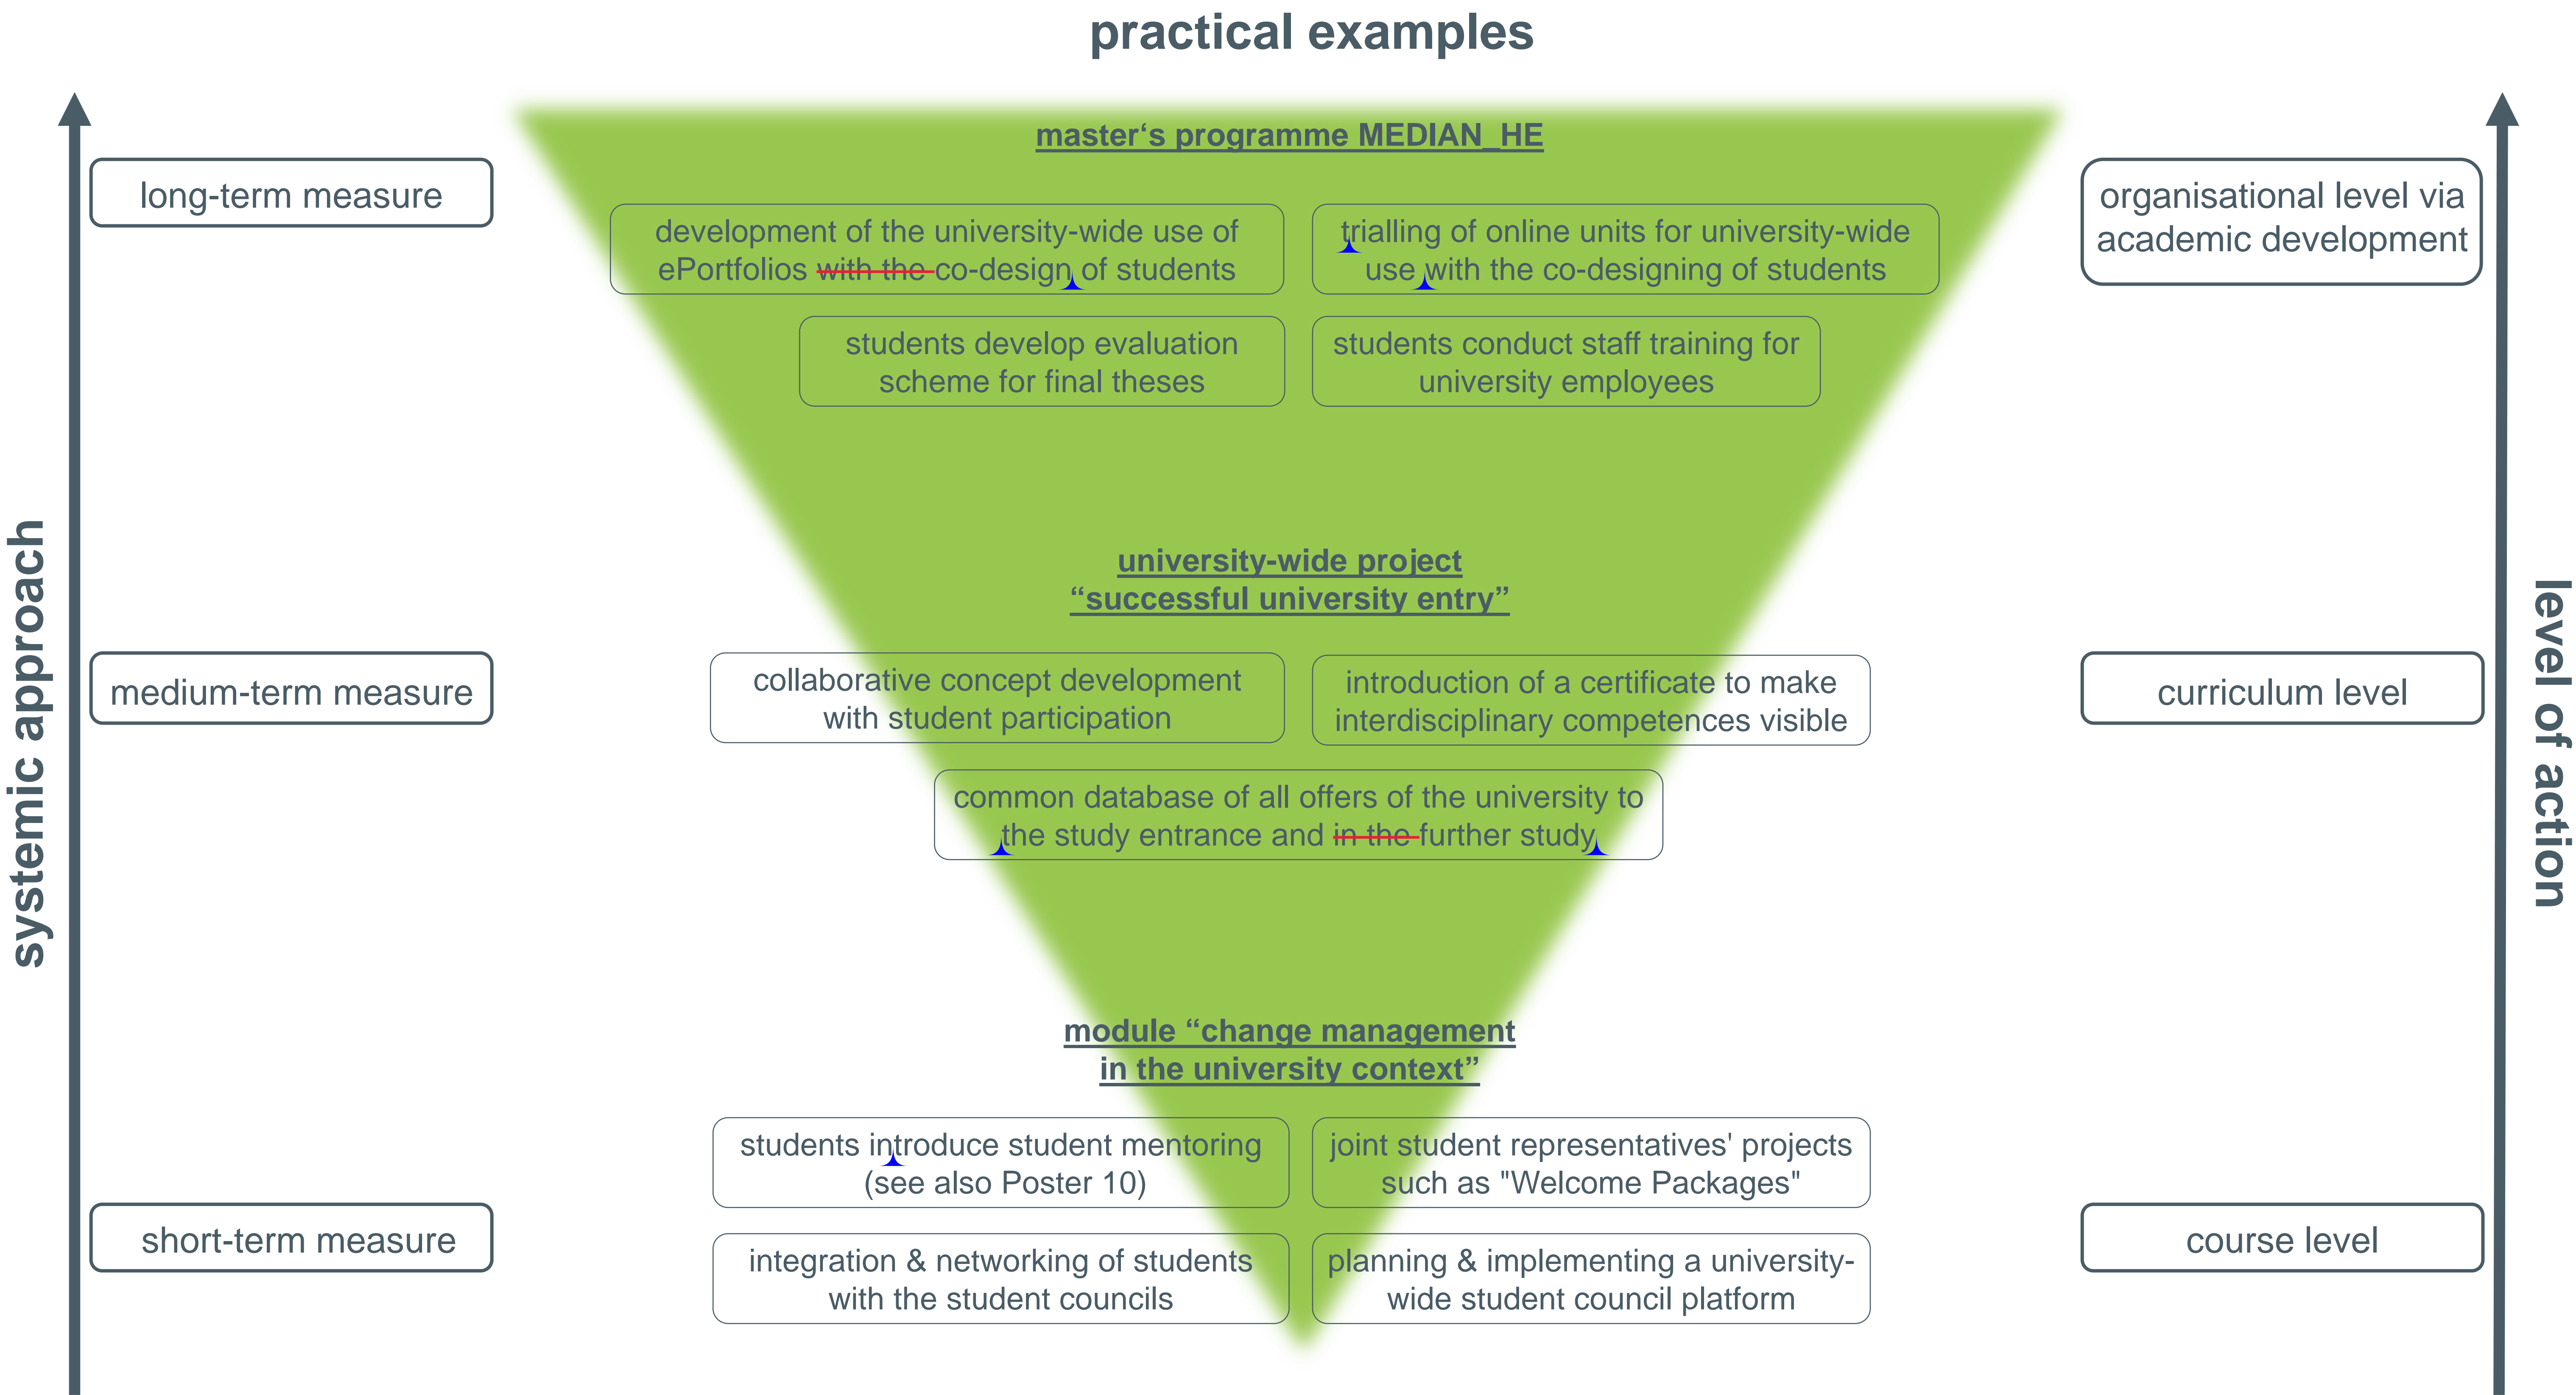 practical examples
systemic approach
level of action
long-term measure
master‘s programme MEDIAN_HE
development of the university-wide use of
ePortfolios with the co-design of students
trialling of online units for university-wide
use with the co-designing of students
students develop evaluation
scheme for final theses
students conduct staff training for
university employees
organisational level via
academic development
medium-term measure
university-wide project
“successful university entry”
collaborative concept development
with student participation
introduction of a certificate to make
interdisciplinary competences visible
common database of all offers of the university to
the study entrance and in the further study
curriculum level
short-term measure
module “change management
in the university context”
students introduce student mentoring
(see also Poster 10)
joint student representatives' projects
such as "Welcome Packages"
integration & networking of students
with the student councils
planning & implementing a university-
wide student council platform
course level